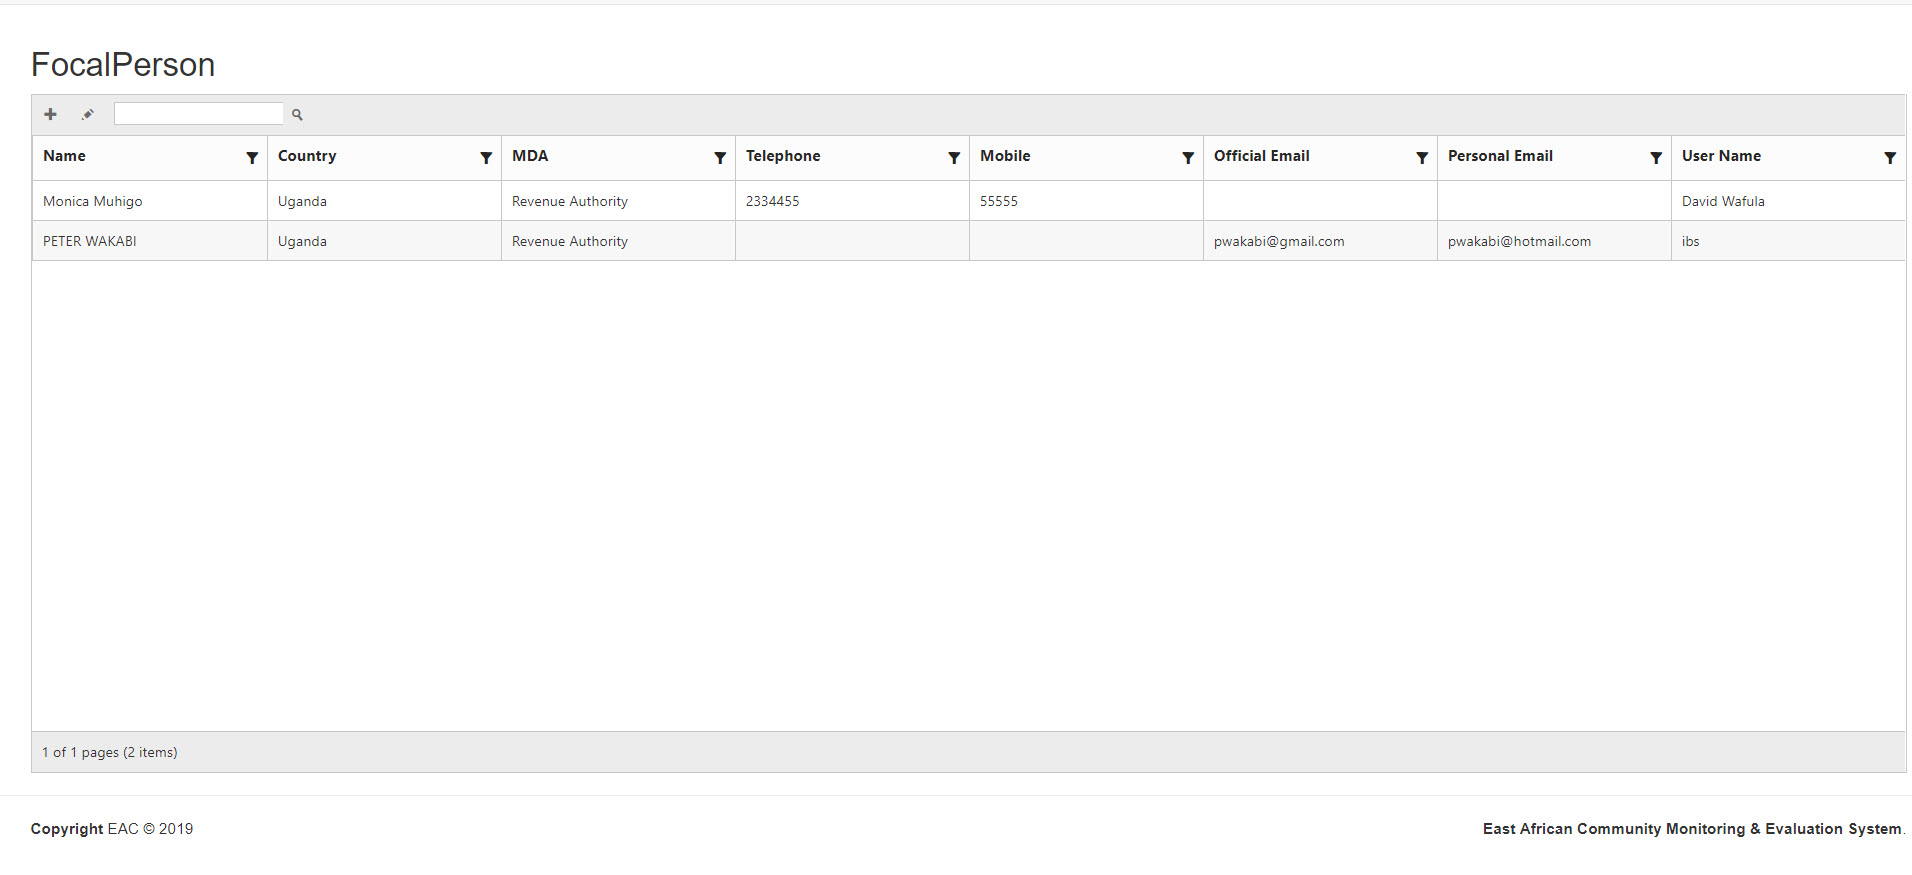 FocalPerson
Name Country MDA Telephone Mobile Official Email Personal Email User Name
Monica Muhigo Uganda Revenue Authority 2334455 55555 David Wafula
PETER WAKABI Uganda Revenue Authority pwakabi@gmail.com pwakabi@hotmail.com ibs
1 of 1 pages (2 items)
Copyright EAC © 2019 East African Community Monitoring & Evaluation System.